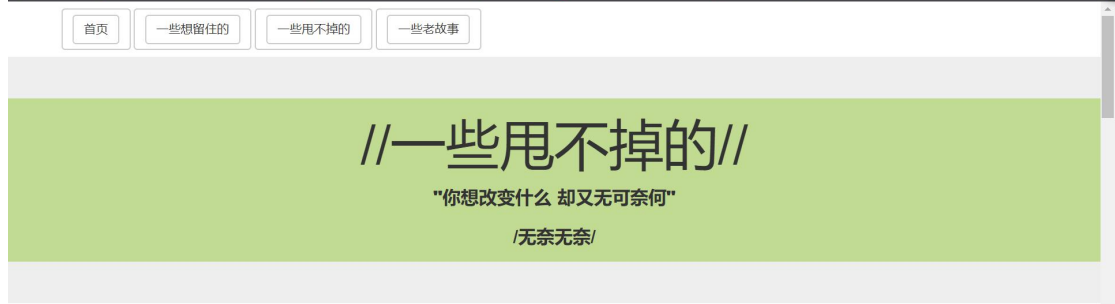 首页 一些想留住的 一些甩不掉的 一些老故事
//一些甩不掉的//
"你想改变什么 却又无可奈何"
/无奈无奈/